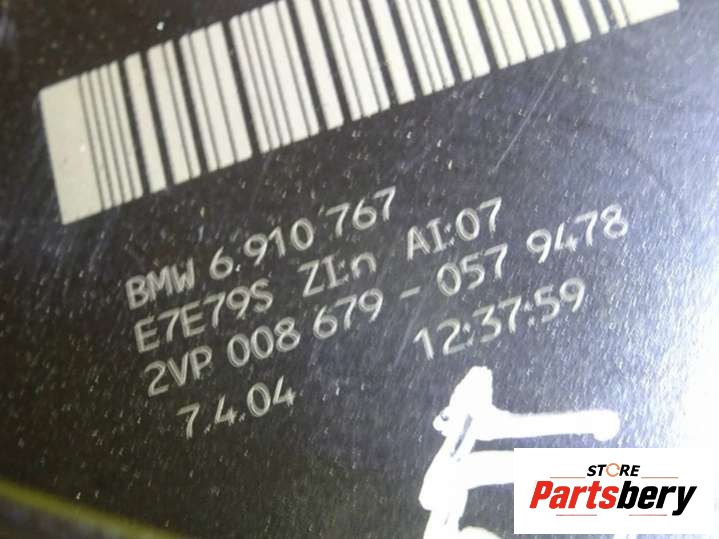 BMW 6.910 767
E7E79S ZI:n AI:07
2VP 008 679 - 057 9478
7.4.04 12:37:59
STORE
Partsbery